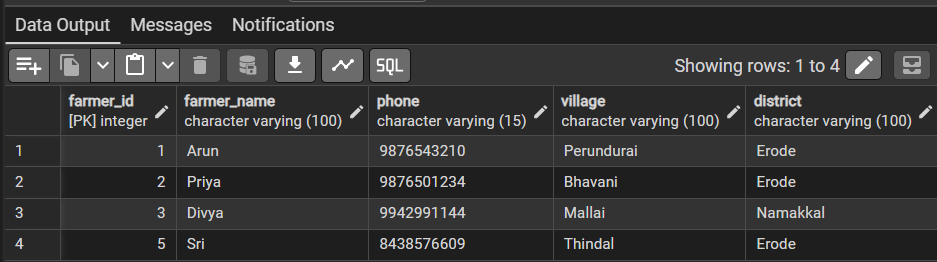 Data Output Messages Notifications
SQL Showing rows: 1 to 4
farmer_id farmer_name phone village district
[PK] integer character varying (100) character varying (15) character varying (100) character varying (100)
1 1 Arun 9876543210 Perundurai Erode
2 2 Priya 9876501234 Bhavani Erode
3 3 Divya 9942991144 Mallai Namakkal
4 5 Sri 8438576609 Thindal Erode